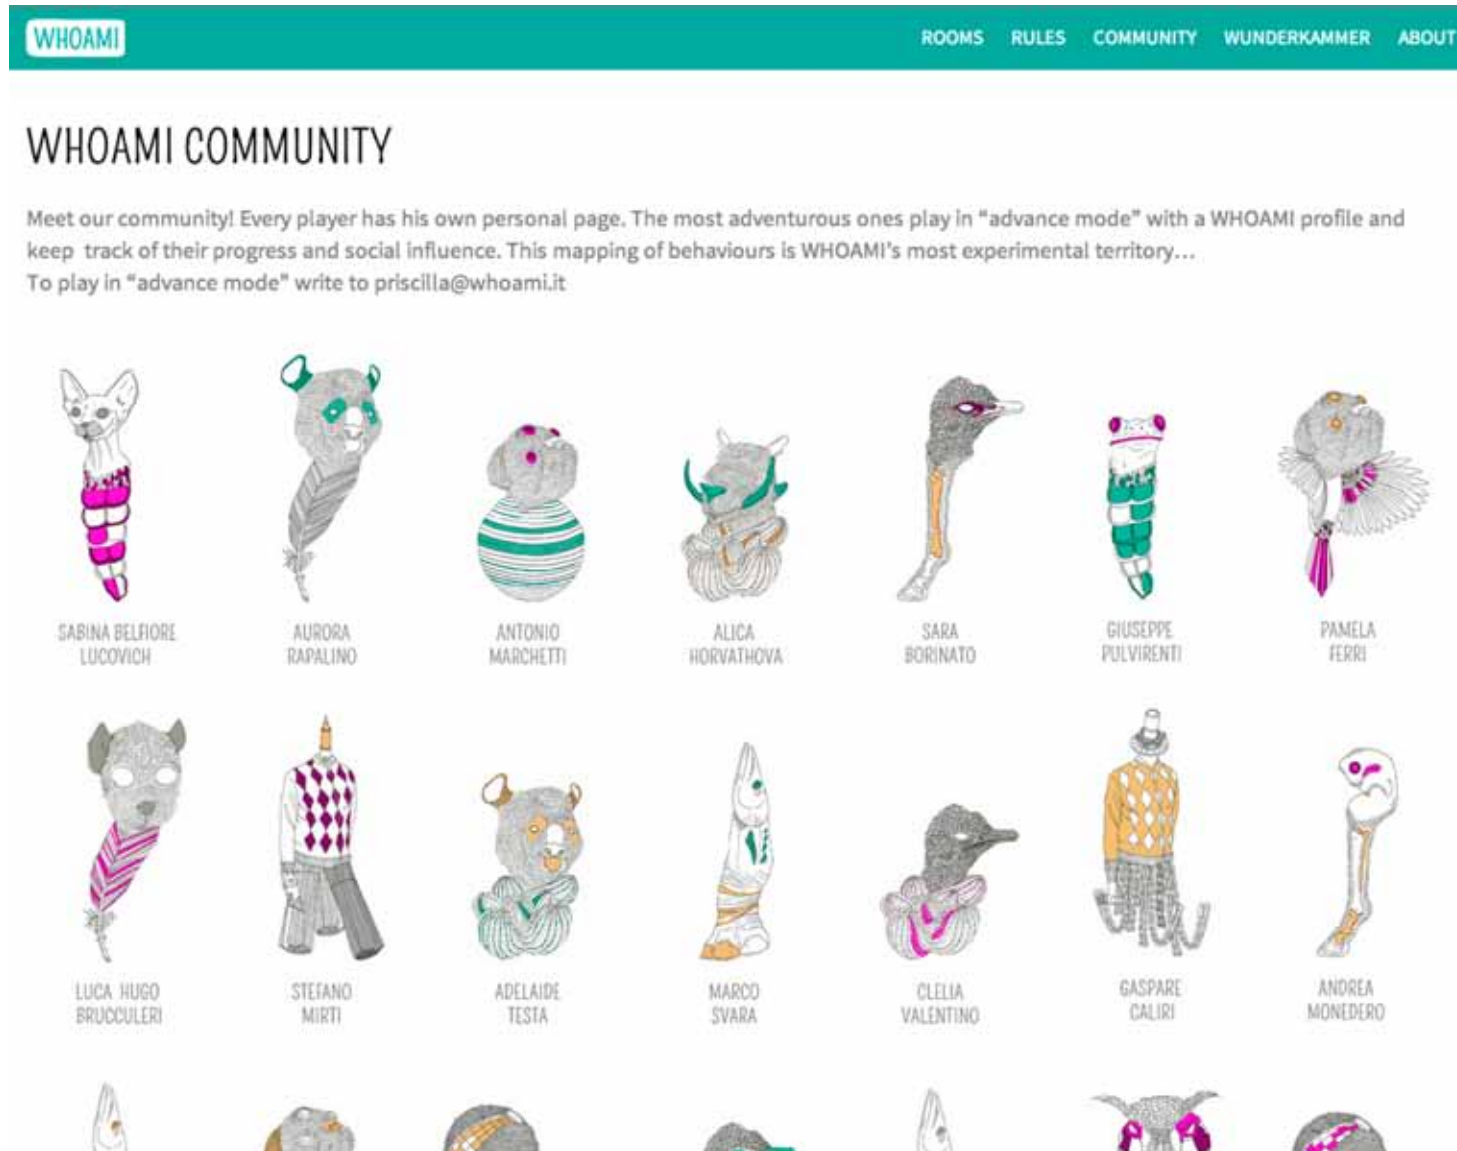 WHOAMI
ROOMS RULES COMMUNITY WUNDERKAMMER ABOUT
WHOAMI COMMUNITY
Meet our community! Every player has his own personal page. The most adventurous ones play in “advance mode” with a WHOAMI profile and
keep track of their progress and social influence. This mapping of behaviours is WHOAMI's most experimental territory...
To play in “advance mode” write to priscilla@whoami.it
SABINA BELFIORE
LUCOVICH
AURORA
RAPALINO
ANTONIO
MARCHETTI
ALICA
HORVATHOVA
SARA
BORINATO
GIUSEPPE
PULVIRENTI
PAMELA
FERRI
LUCA HUGO
BRUCCULERI
STEFANO
MIRTI
ADELAIDE
TESTA
MARCO
SVARA
CLELIA
VALENTINO
GASPARE
CALIRI
ANDREA
MONEDERO